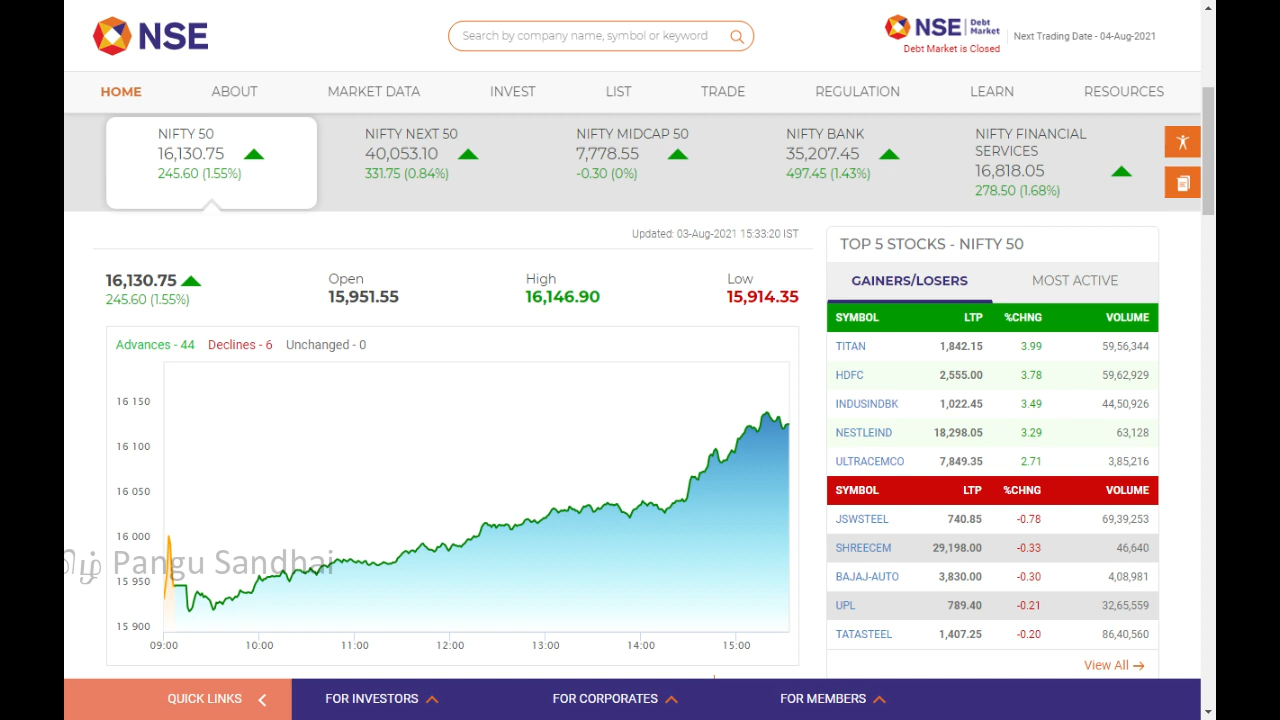 NSE
Search by company name, symbol or keyword
NSE Debt Market
Debt Market is Closed
Next Trading Date - 04-Aug-2021
HOME ABOUT MARKET DATA INVEST LIST TRADE REGULATION LEARN RESOURCES
NIFTY 50
16,130.75
245.60 (1.55%)
NIFTY NEXT 50
40,053.10
331.75 (0.84%)
NIFTY MIDCAP 50
7,778.55
-0.30 (0%)
NIFTY BANK
35,207.45
497.45 (1.43%)
NIFTY FINANCIAL
SERVICES
16,818.05
278.50 (1.68%)
Updated: 03-Aug-2021 15:33:20 IST
16,130.75
245.60 (1.55%)
Open
15,951.55
High
16,146.90
Low
15,914.35
Advances - 44 Declines - 6 Unchanged - 0
16 150
16 100
16 050
16 000
15 950
15 900
09:00 10:00 11:00 12:00 13:00 14:00 15:00
Pangu Sandhai
TOP 5 STOCKS - NIFTY 50
GAINERS/LOSERS MOST ACTIVE
SYMBOL LTP %CHNG VOLUME
TITAN 1,842.15 3.99 59,56,344
HDFC 2,555.00 3.78 59,62,929
INDUSINDBK 1,022.45 3.49 44,50,926
NESTLEIND 18,298.05 3.29 63,128
ULTRACEMCO 7,849.35 2.71 3,85,216
SYMBOL LTP %CHNG VOLUME
JSWSTEEL 740.85 -0.78 69,39,253
SHREECEM 29,198.00 -0.33 46,640
BAJAJ-AUTO 3,830.00 -0.30 4,08,981
UPL 789.40 -0.21 32,65,559
TATASTEEL 1,407.25 -0.20 86,40,560
View All
QUICK LINKS FOR INVESTORS FOR CORPORATES FOR MEMBERS